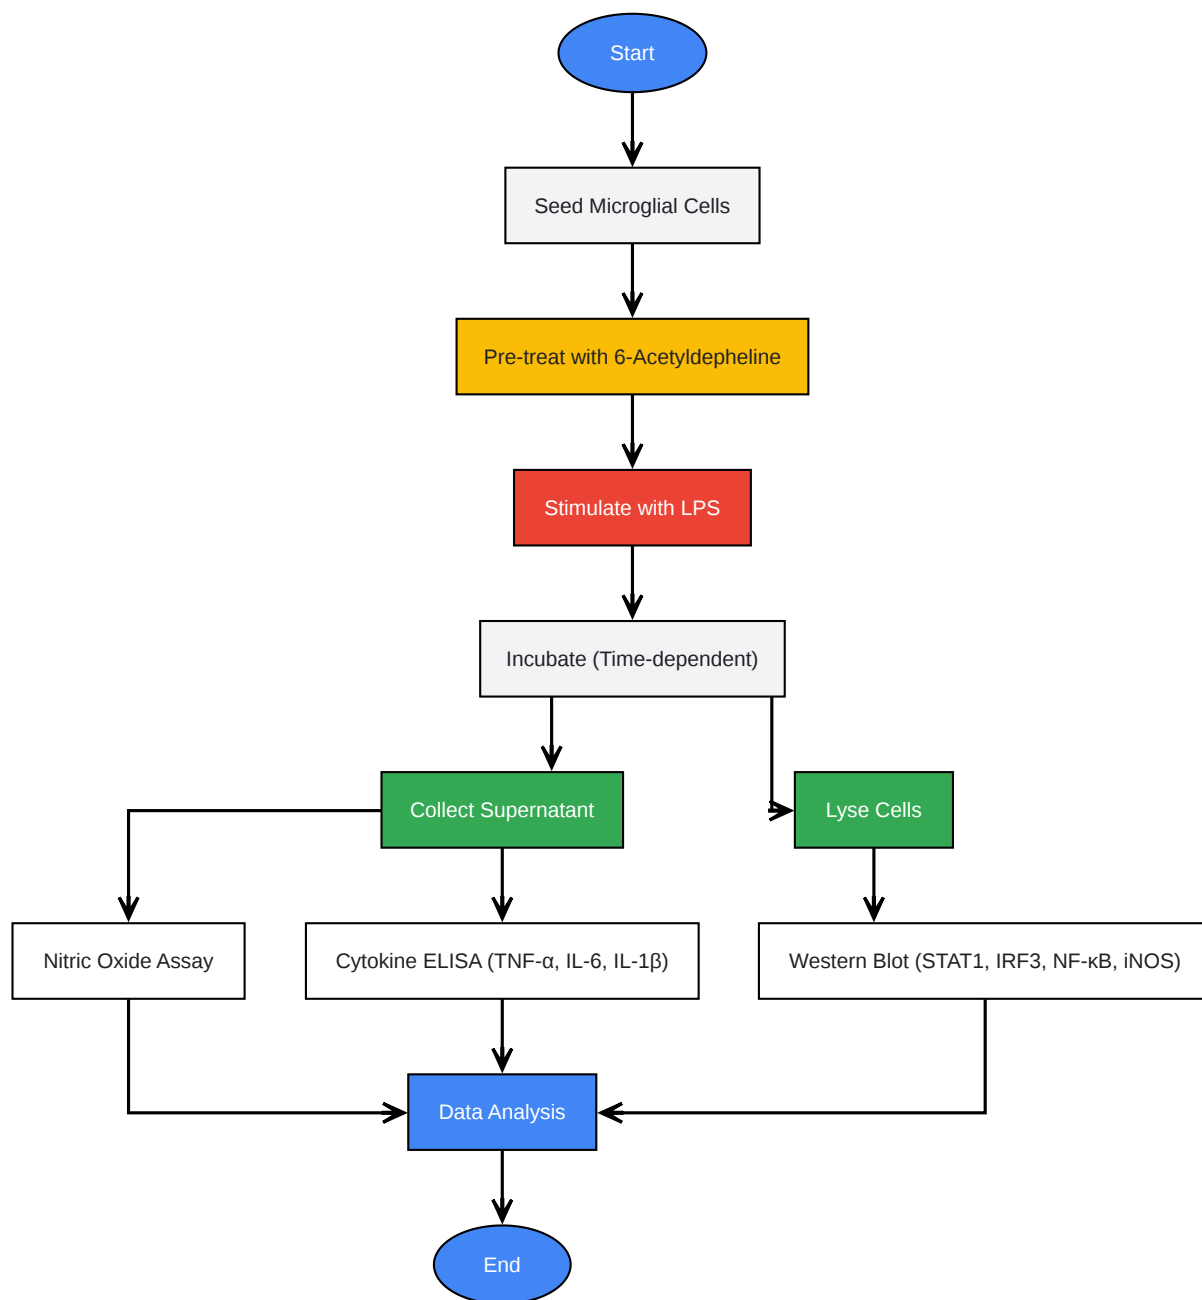 Start
Seed Microglial Cells
Pre-treat with 6-Acetyldepheline
Stimulate with LPS
Incubate (Time-dependent)
Collect Supernatant
Lyse Cells
Nitric Oxide Assay
Cytokine ELISA (TNF-α, IL-6, IL-1β)
Western Blot (STAT1, IRF3, NF-κB, iNOS)
Data Analysis
End